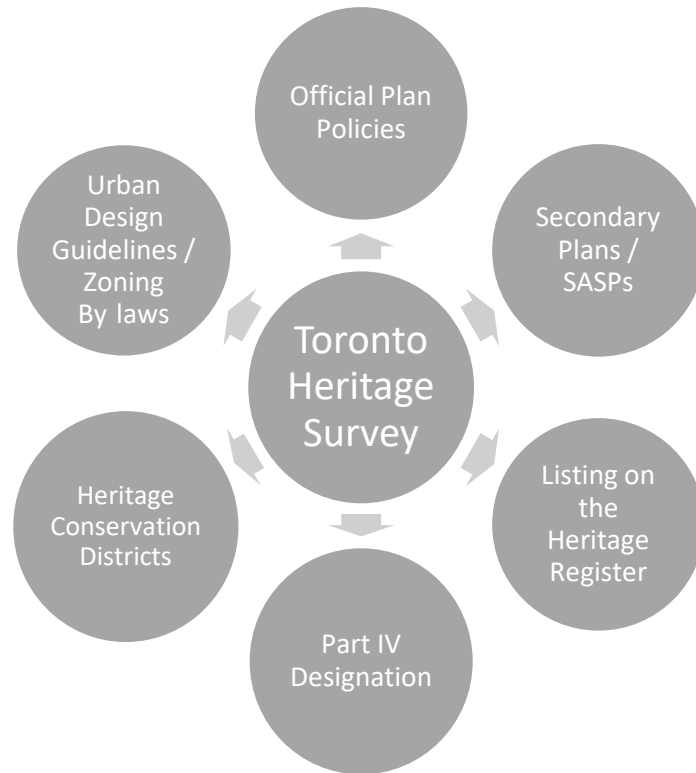 Official Plan
Policies
Urban
Design
Guidelines /
Zoning
By laws
Secondary
Plans /
SASPs
Toronto
Heritage
Survey
Heritage
Conservation
Districts
Listing on
the
Heritage
Register
Part IV
Designation